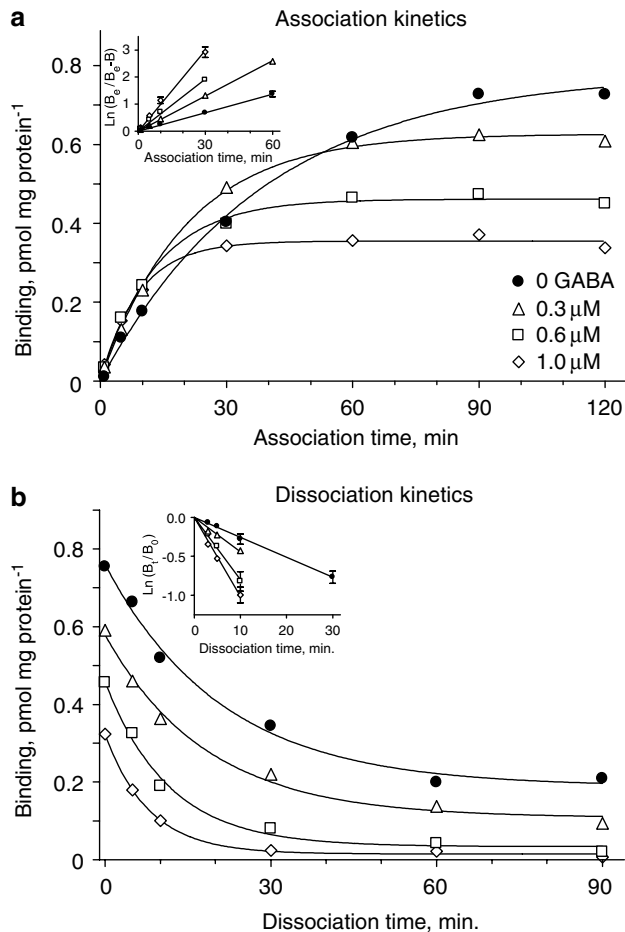 a
Association kinetics
Ln (Be/Be-B)
3
2
1
0
0
30
60
Association time, min
Binding, pmol mg protein-1
0.8
0.6
0.4
0.2
0
0 GABA
0.3 µM
0.6 µM
1.0 µM
0
30
60
90
120
Association time, min
b
Dissociation kinetics
Ln (Bt/B0)
0.0
-0.5
-1.0
0
10
20
30
Dissociation time, min.
Binding, pmol mg protein-1
0.8
0.6
0.4
0.2
0
0
30
60
90
Dissociation time, min.